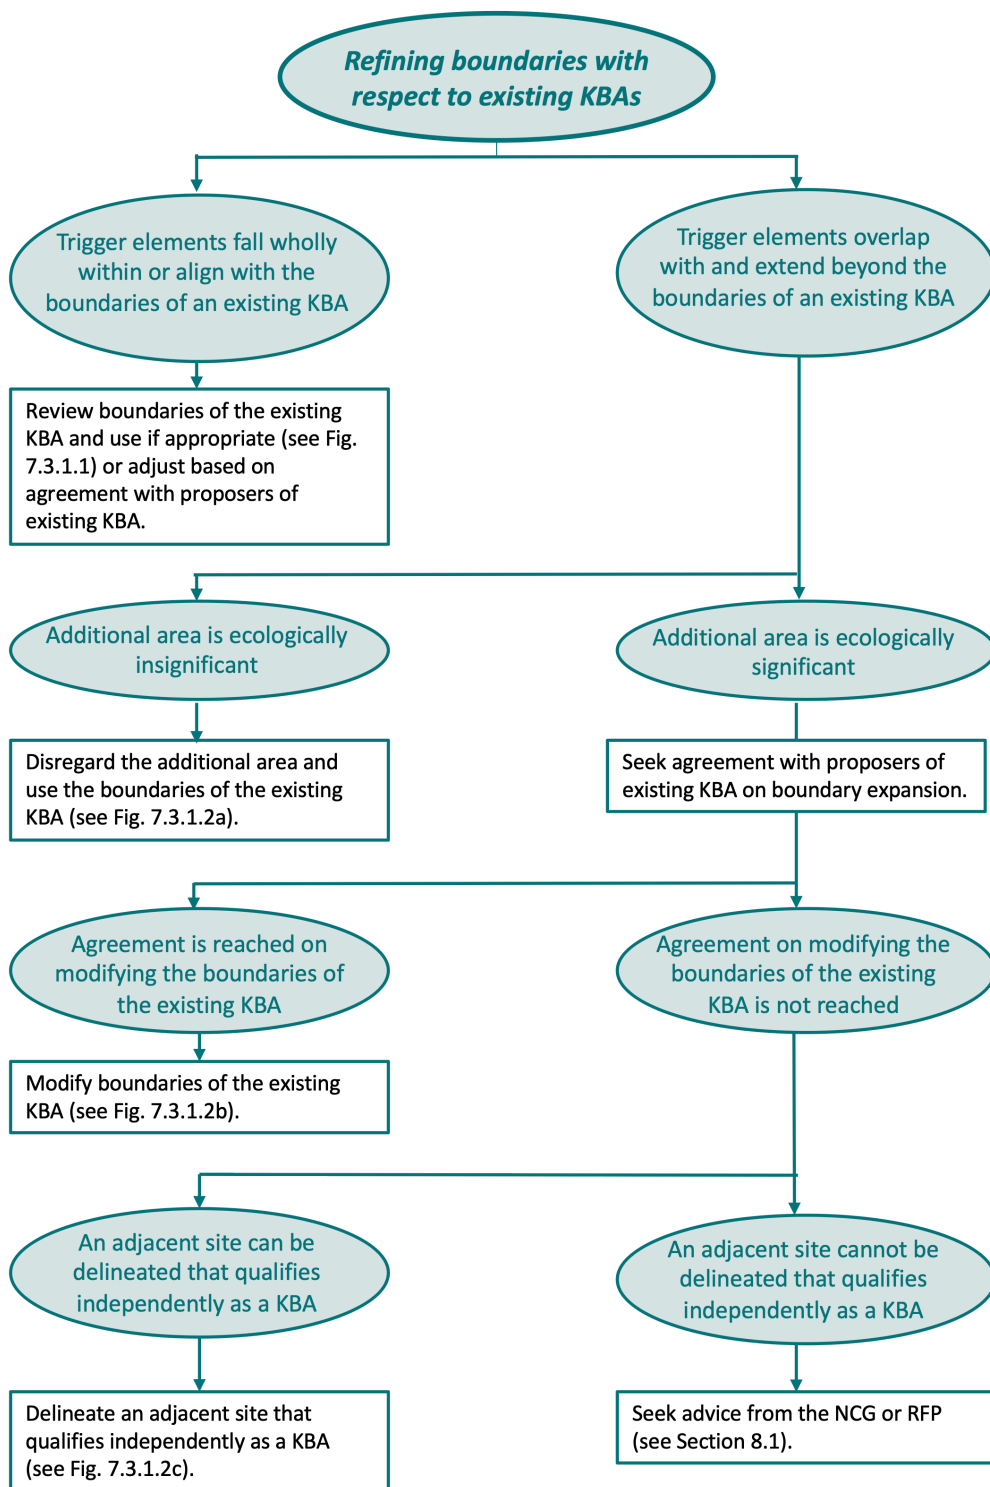 Refining boundaries with
respect to existing KBAs
Trigger elements fall wholly
within or align with the
boundaries of an existing KBA
Trigger elements overlap
with and extend beyond the
boundaries of an existing KBA
Review boundaries of the existing
KBA and use if appropriate (see Fig.
7.3.1.1) or adjust based on
agreement with proposers of
existing KBA.
Additional area is ecologically
insignificant
Additional area is ecologically
significant
Disregard the additional area and
use the boundaries of the existing
KBA (see Fig. 7.3.1.2a).
Seek agreement with proposers of
existing KBA on boundary expansion.
Agreement is reached on
modifying the boundaries of
the existing KBA
Agreement on modifying the
boundaries of the existing
KBA is not reached
Modify boundaries of the existing
KBA (see Fig. 7.3.1.2b).
An adjacent site can be
delineated that qualifies
independently as a KBA
An adjacent site cannot be
delineated that qualifies
independently as a KBA
Delineate an adjacent site that
qualifies independently as a KBA
(see Fig. 7.3.1.2c).
Seek advice from the NCG or RFP
(see Section 8.1).